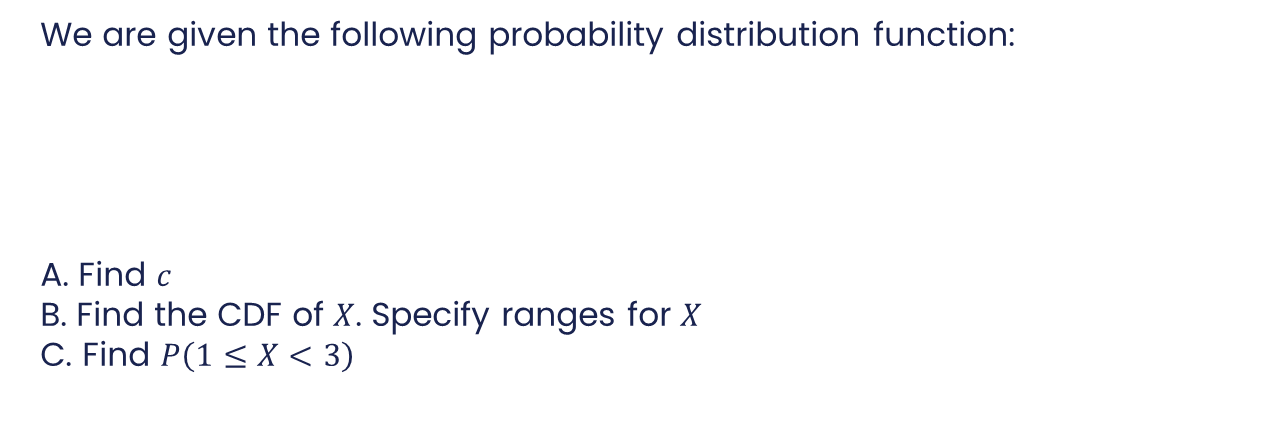 We are given the following probability distribution function:
A. Find c
B. Find the CDF of X. Specify ranges for X
C. Find P(1 ≤ X < 3)